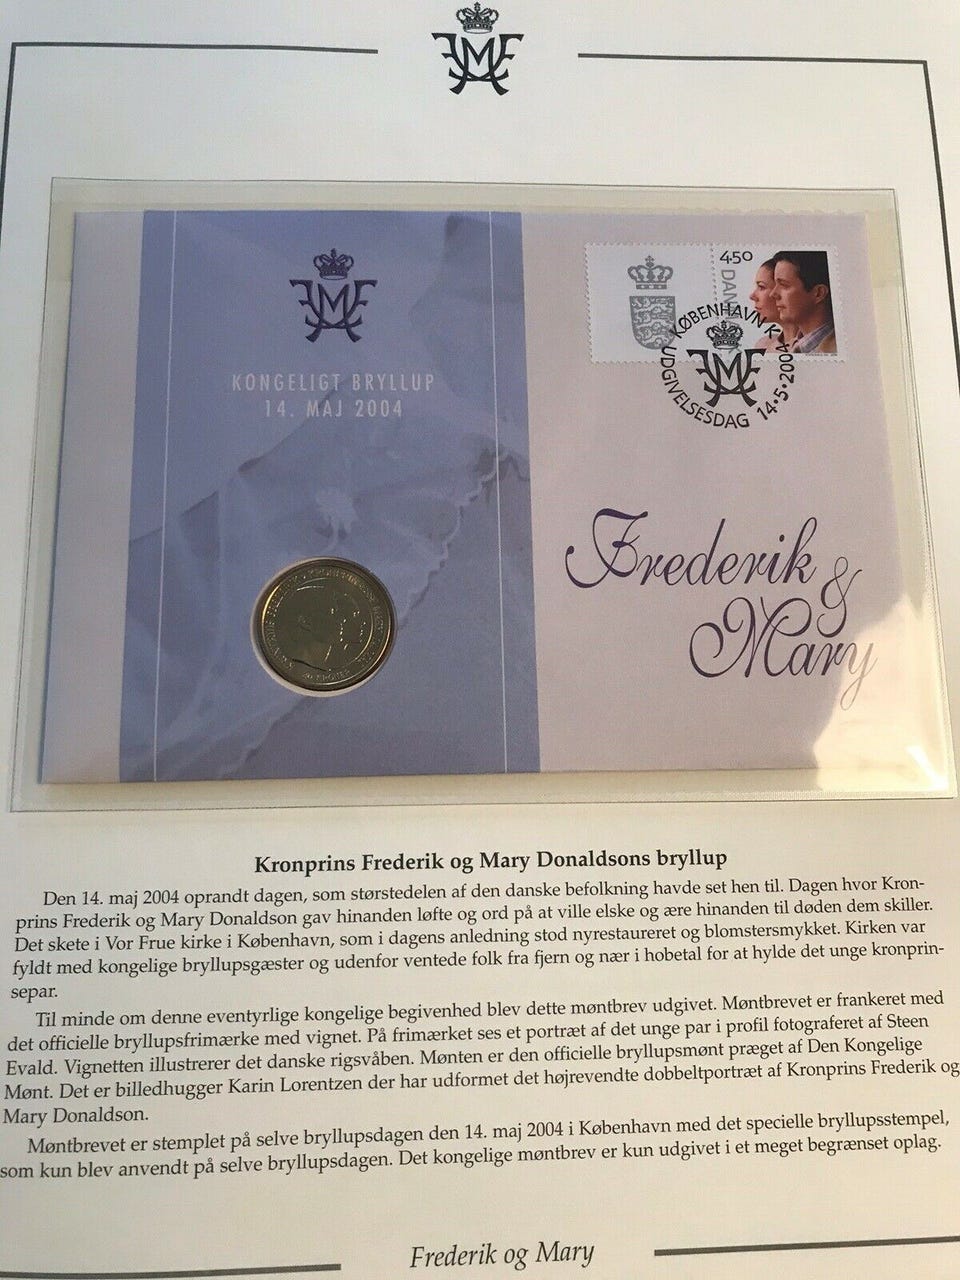 KONGELIGT BRYLLUP
14. MAJ 2004
4.50
DAN
KØBENHAVN K
UDGIVELSESDAG 14·5·2004
Frederik
&
Mary
20 KRONER
Kronprins Frederik og Mary Donaldsons bryllup
Den 14. maj 2004 oprandt dagen, som størstedelen af den danske befolkning havde set hen til. Dagen hvor Kron-
prins Frederik og Mary Donaldson gav hinanden løfte og ord på at ville elske og ære hinanden til døden dem skiller.
Det skete i Vor Frue kirke i København, som i dagens anledning stod nyrestaureret og blomstersmykket. Kirken var
fyldt med kongelige bryllupsgæster og udenfor ventede folk fra fjern og nær i hobetal for at hylde det unge kronprin-
separ.
Til minde om denne eventyrlige kongelige begivenhed blev dette møntbrev udgivet. Møntbrevet er frankeret med
det officielle bryllupsfrimærke med vignet. På frimærket ses et portræt af det unge par i profil fotograferet af Steen
Evald. Vignetten illustrerer det danske rigsvåben. Mønten er den officielle bryllupsmønt præget af Den Kongelige
Mønt. Det er billedhugger Karin Lorentzen der har udformet det højrevendte dobbeltportræt af Kronprins Frederik og
Mary Donaldson.
Møntbrevet er stemplet på selve bryllupsdagen den 14. maj 2004 i København med det specielle bryllupsstempel,
som kun blev anvendt på selve bryllupsdagen. Det kongelige møntbrev er kun udgivet i et meget begrænset oplag.
Frederik og Mary